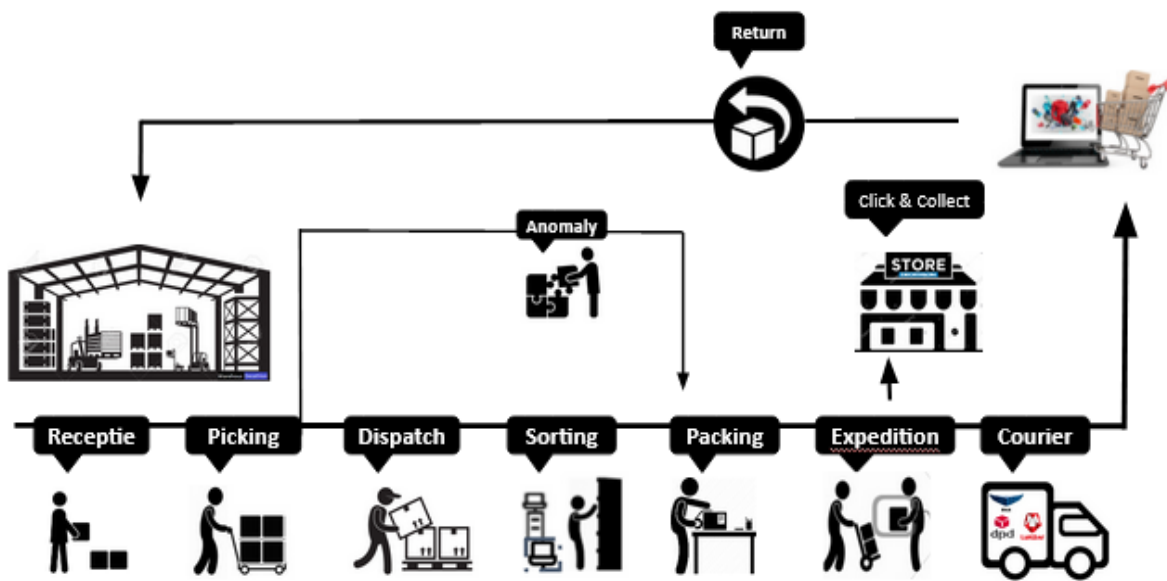 Return
Click & Collect
Anomaly
STORE
Receptie
Picking
Dispatch
Sorting
Packing
Expedition
Courier
dpd